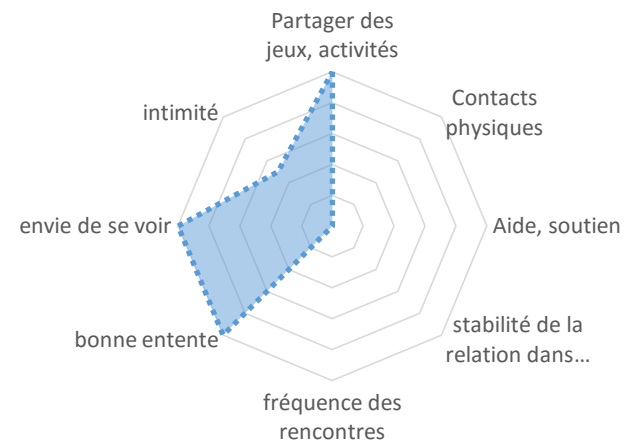 Partager des
jeux, activités
Contacts
physiques
Aide, soutien
stabilité de la
relation dans…
fréquence des
rencontres
bonne entente
envie de se voir
intimité